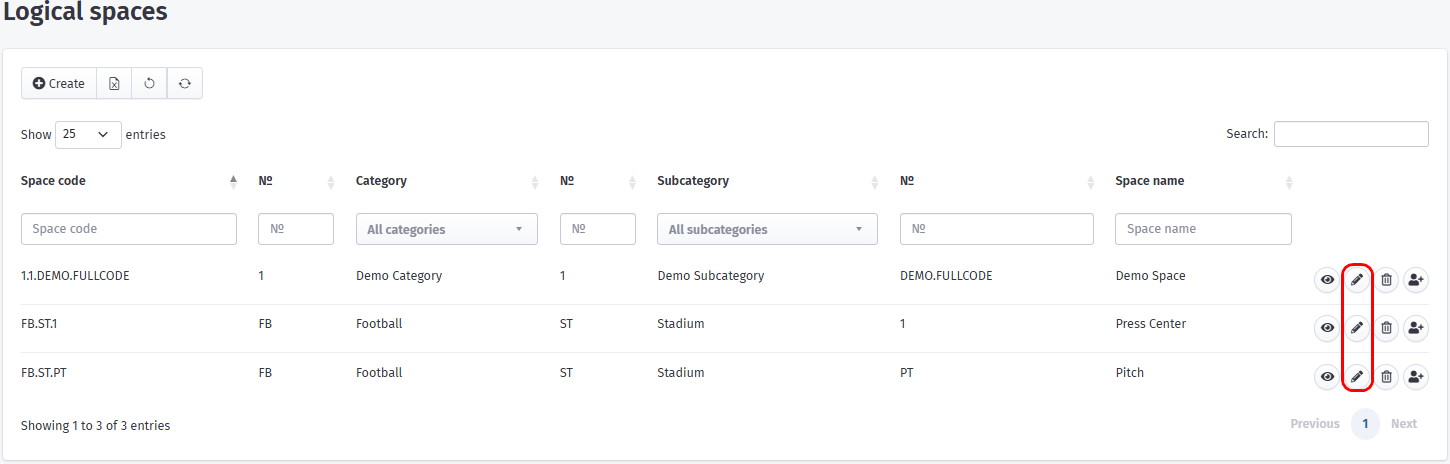 Logical spaces
Create
Show 25 entries Search:
Space code № Category № Subcategory № Space name
Space code № All categories № All subcategories № Space name
1.1.DEMO.FULLCODE 1 Demo Category 1 Demo Subcategory DEMO.FULLCODE Demo Space
FB.ST.1 FB Football ST Stadium 1 Press Center
FB.ST.PT FB Football ST Stadium PT Pitch
Showing 1 to 3 of 3 entries Previous 1 Next